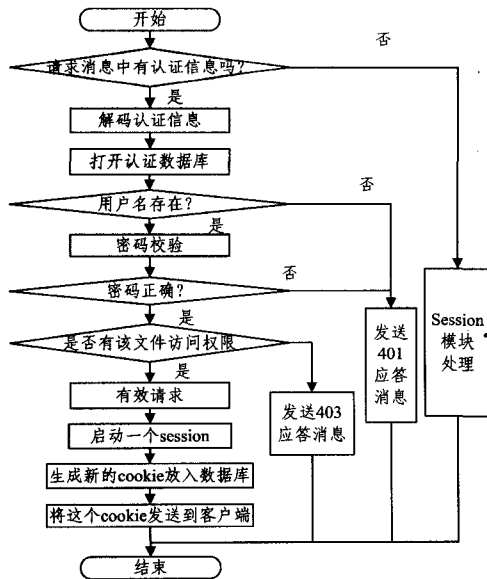 开始
否
请求消息中有认证信息吗?
是
解码认证信息
打开认证数据库
否
用户名存在?
是
密码校验
否
密码正确?
是
是否有该文件访问权限
是
有效请求
启动一个session
生成新的cookie放入数据库
将这个cookie发送到客户端
发送403
应答消息
发送
401
应答
消息
Session
模块
处理
结束